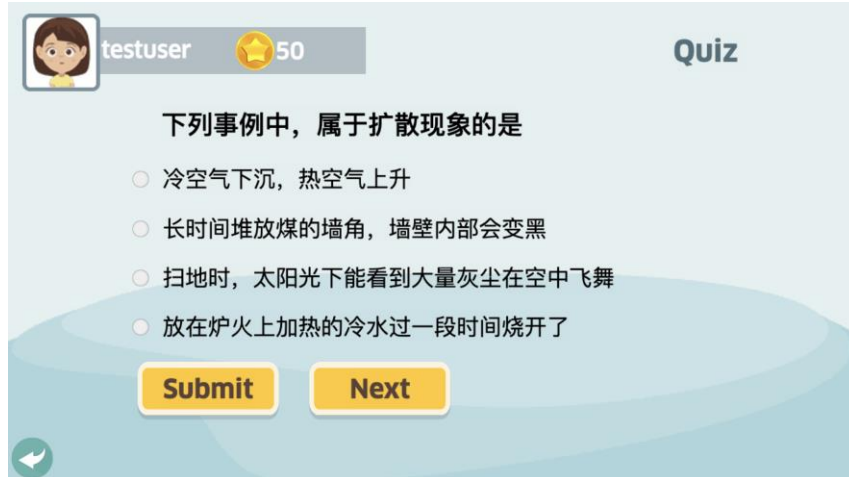 testuser
50
Quiz
下列事例中，属于扩散现象的是
冷空气下沉，热空气上升
长时间堆放煤的墙角，墙壁内部会变黑
扫地时，太阳光下能看到大量灰尘在空中飞舞
放在炉火上加热的冷水过一段时间烧开了
Submit
Next